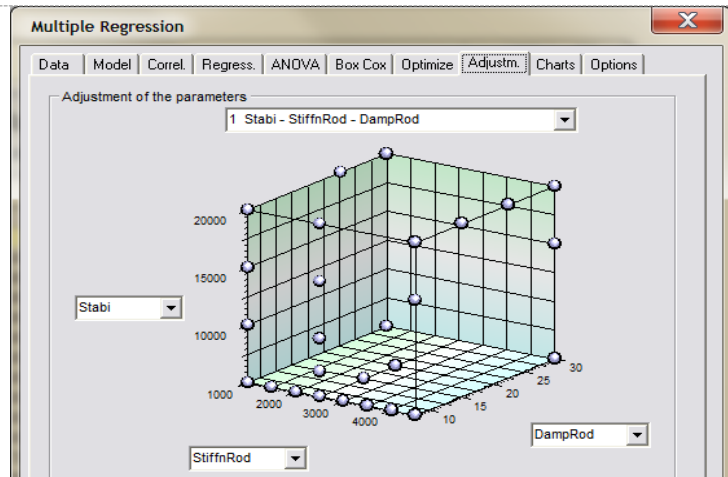 Multiple Regression
X
Data Model Correl. Regress. ANOVA Box Cox Optimize Adjustm. Charts Options
Adjustment of the parameters
1 Stabi - StiffnRod - DampRod
20000
15000
10000
Stabi
1000
2000
3000
4000
10
15
20
25
30
DampRod
StiffnRod